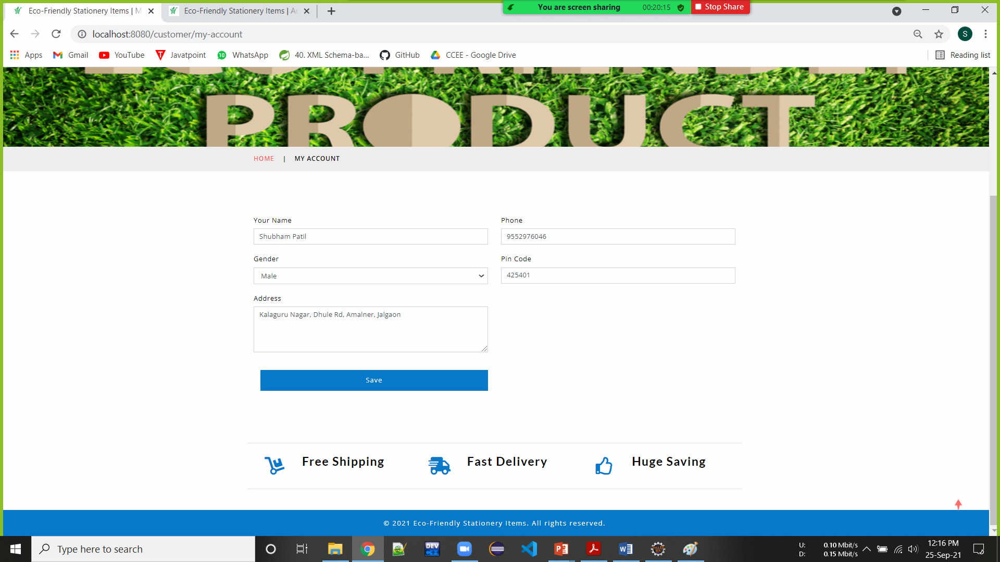 Eco-Friendly Stationery Items | M
Eco-Friendly Stationery Items | Ac
You are screen sharing
00:20:15
Stop Share
localhost:8080/customer/my-account
S
Apps
Gmail
YouTube
Javatpoint
10
WhatsApp
40. XML Schema-ba...
GitHub
CCEE - Google Drive
Reading list
PRODUCT
HOME | MY ACCOUNT
Your Name
Phone
Shubham Patil
9552976046
Gender
Pin Code
Male
425401
Address
Kalaguru Nagar, Dhule Rd, Amalner, Jalgaon
Save
Free Shipping
Fast Delivery
Huge Saving
© 2021 Eco-Friendly Stationery Items. All rights reserved.
Type here to search
DEV
U: 0.10 Mbit/s
D: 0.15 Mbit/s
12:16 PM
25-Sep-21